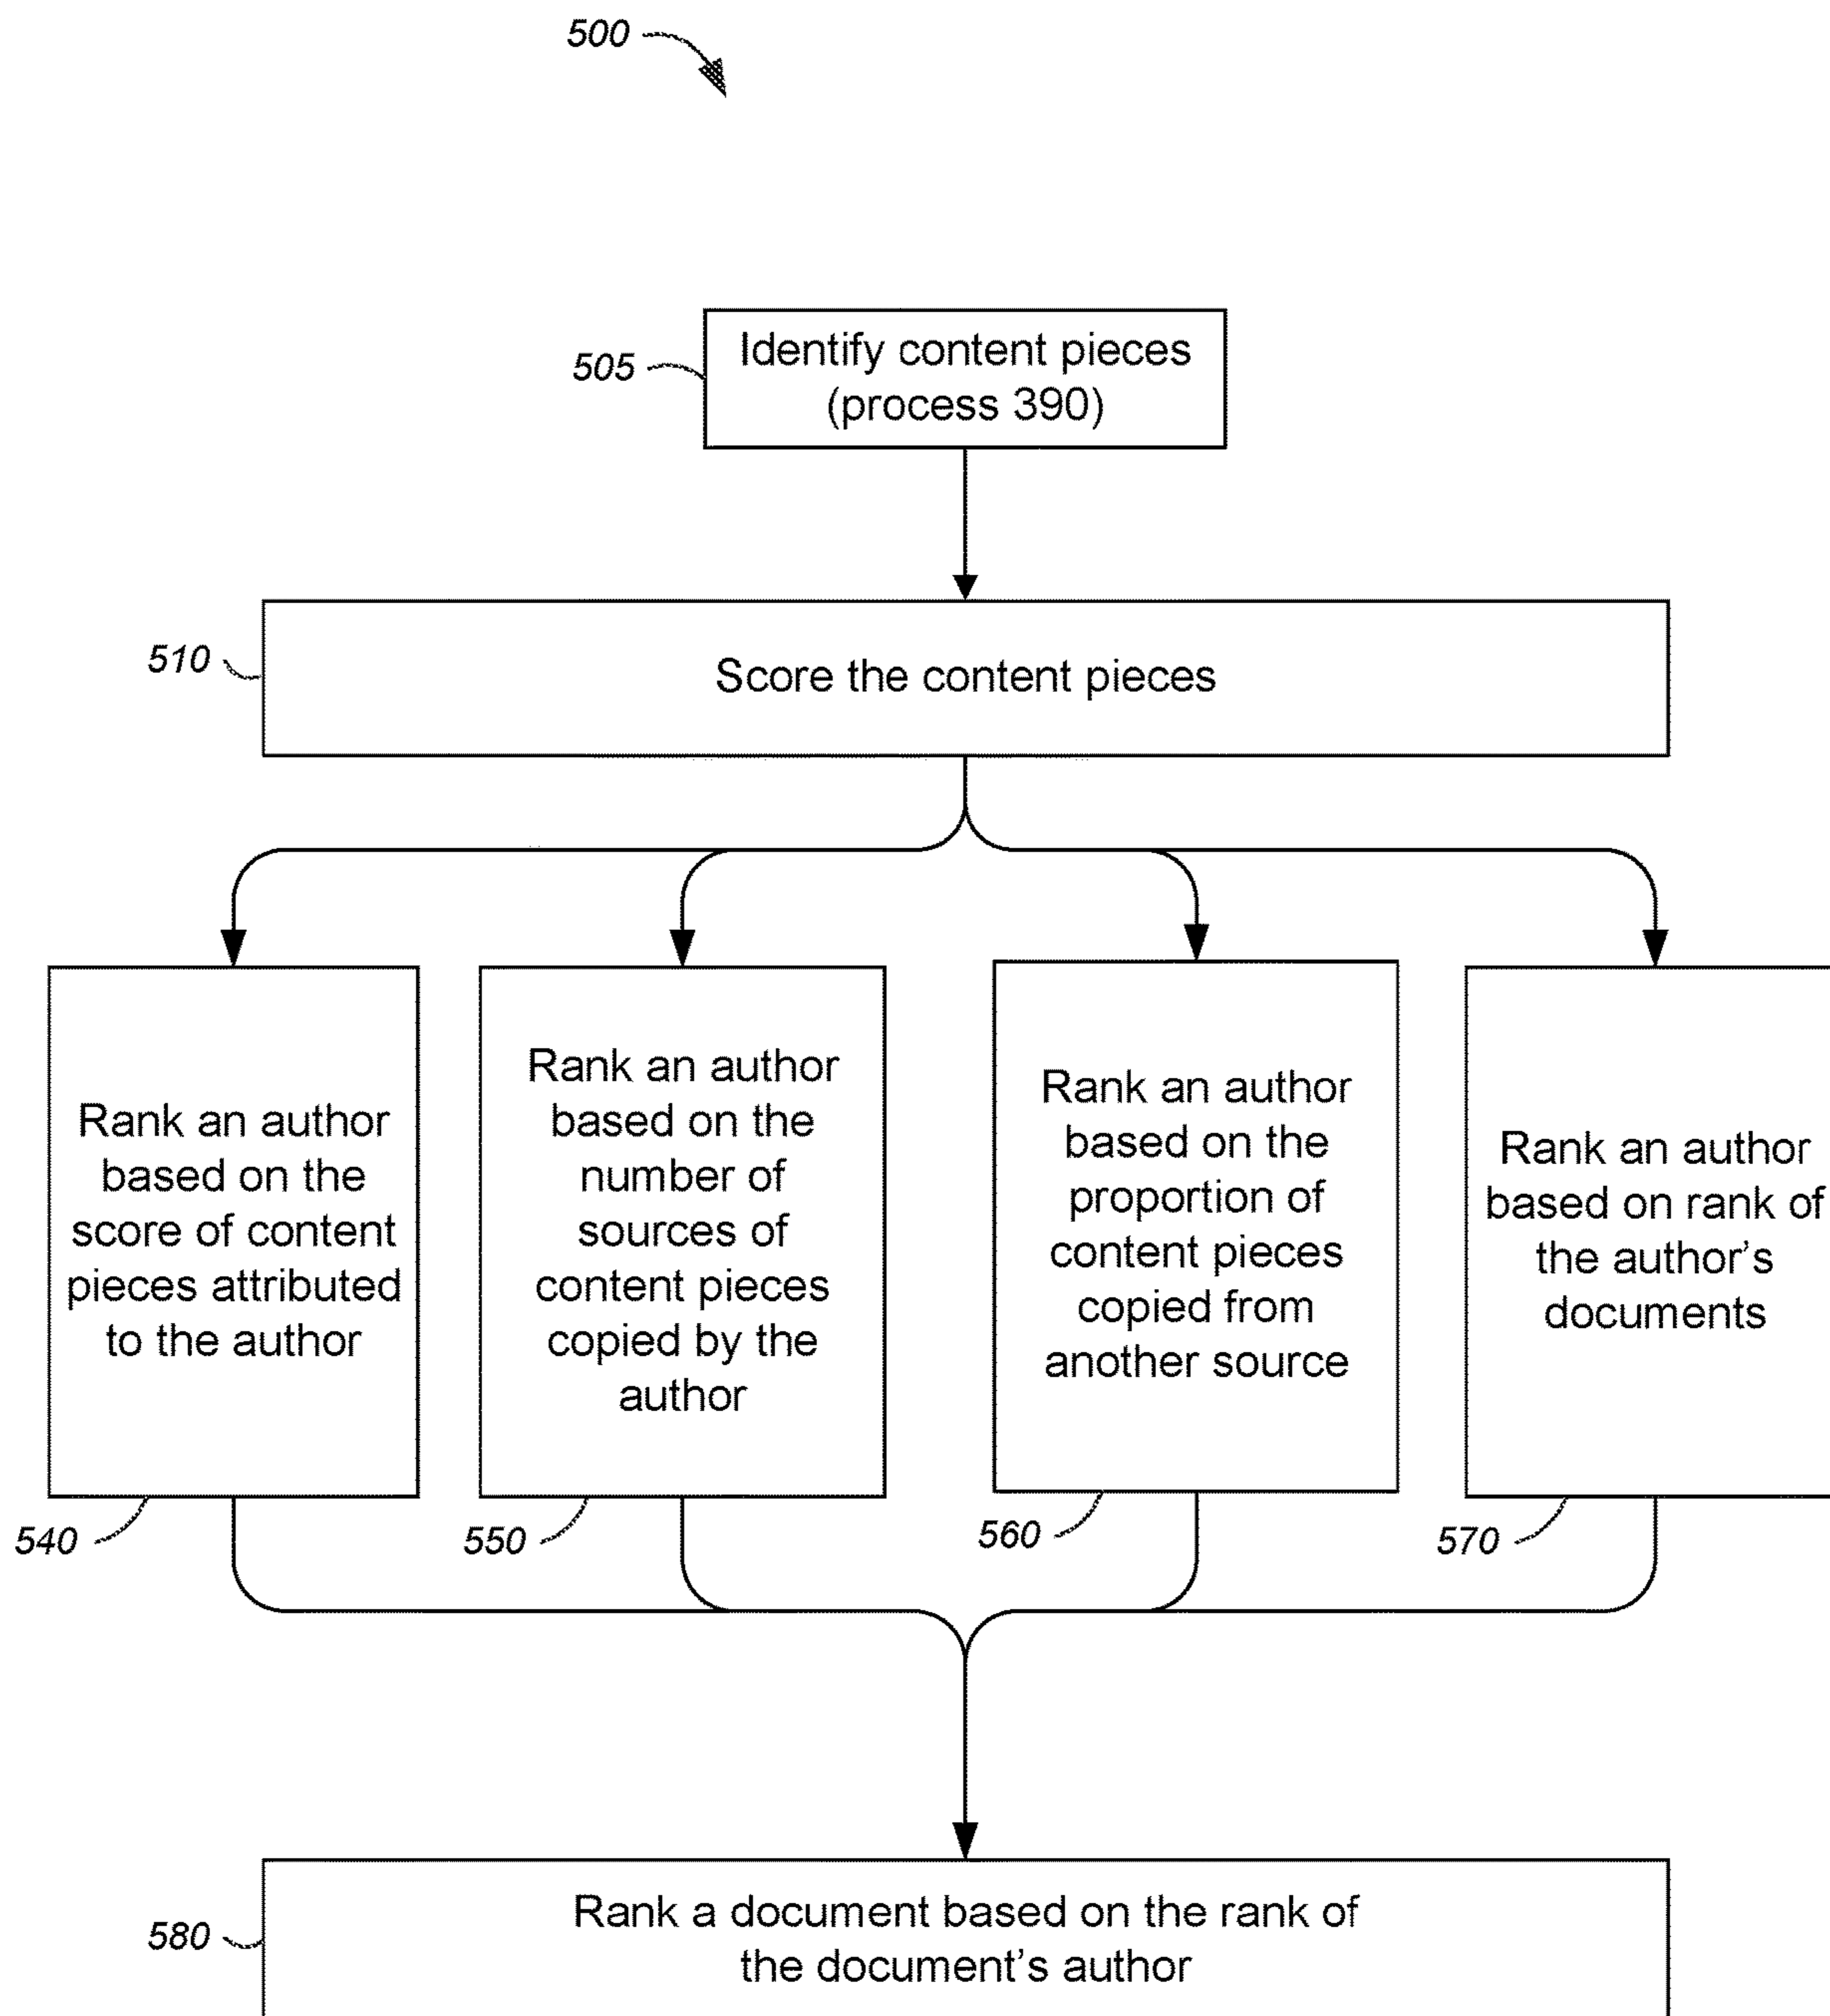 500
505
Identify content pieces
(process 390)
510
Score the content pieces
Rank an author
based on the
score of content
pieces attributed
to the author
540
Rank an author
based on the
number of
sources of
content pieces
copied by the
author
550
Rank an author
based on the
proportion of
content pieces
copied from
another source
560
Rank an author
based on rank of
the author's
documents
570
580
Rank a document based on the rank of
the document's author